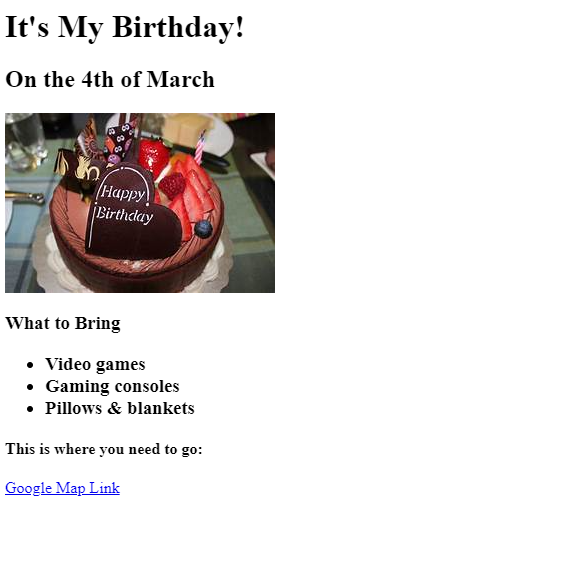 It's My Birthday!
On the 4th of March
Happy
Birthday
What to Bring
• Video games
• Gaming consoles
• Pillows & blankets
This is where you need to go:
Google Map Link